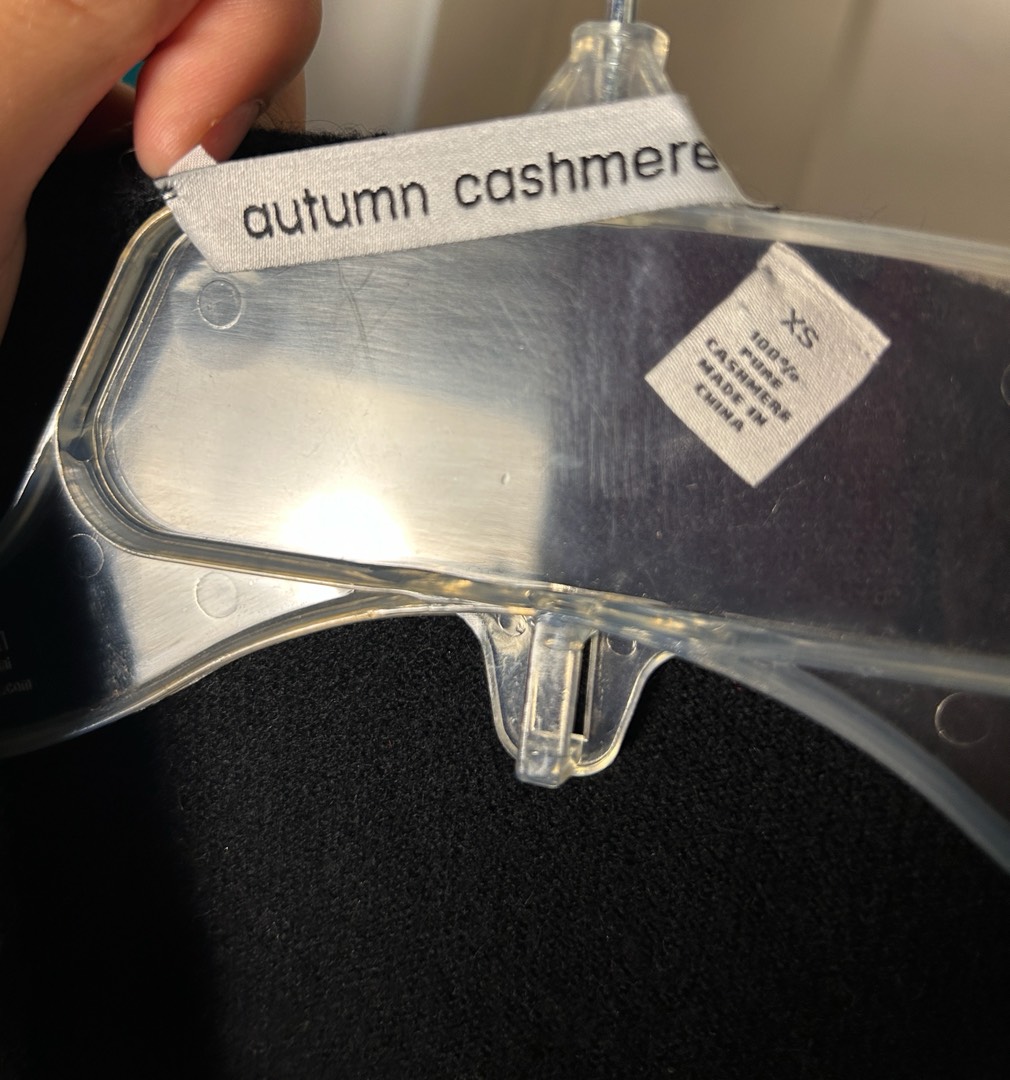 autumn cashmere
XS
100%
PURE
CASHMERE
MADE IN
CHINA